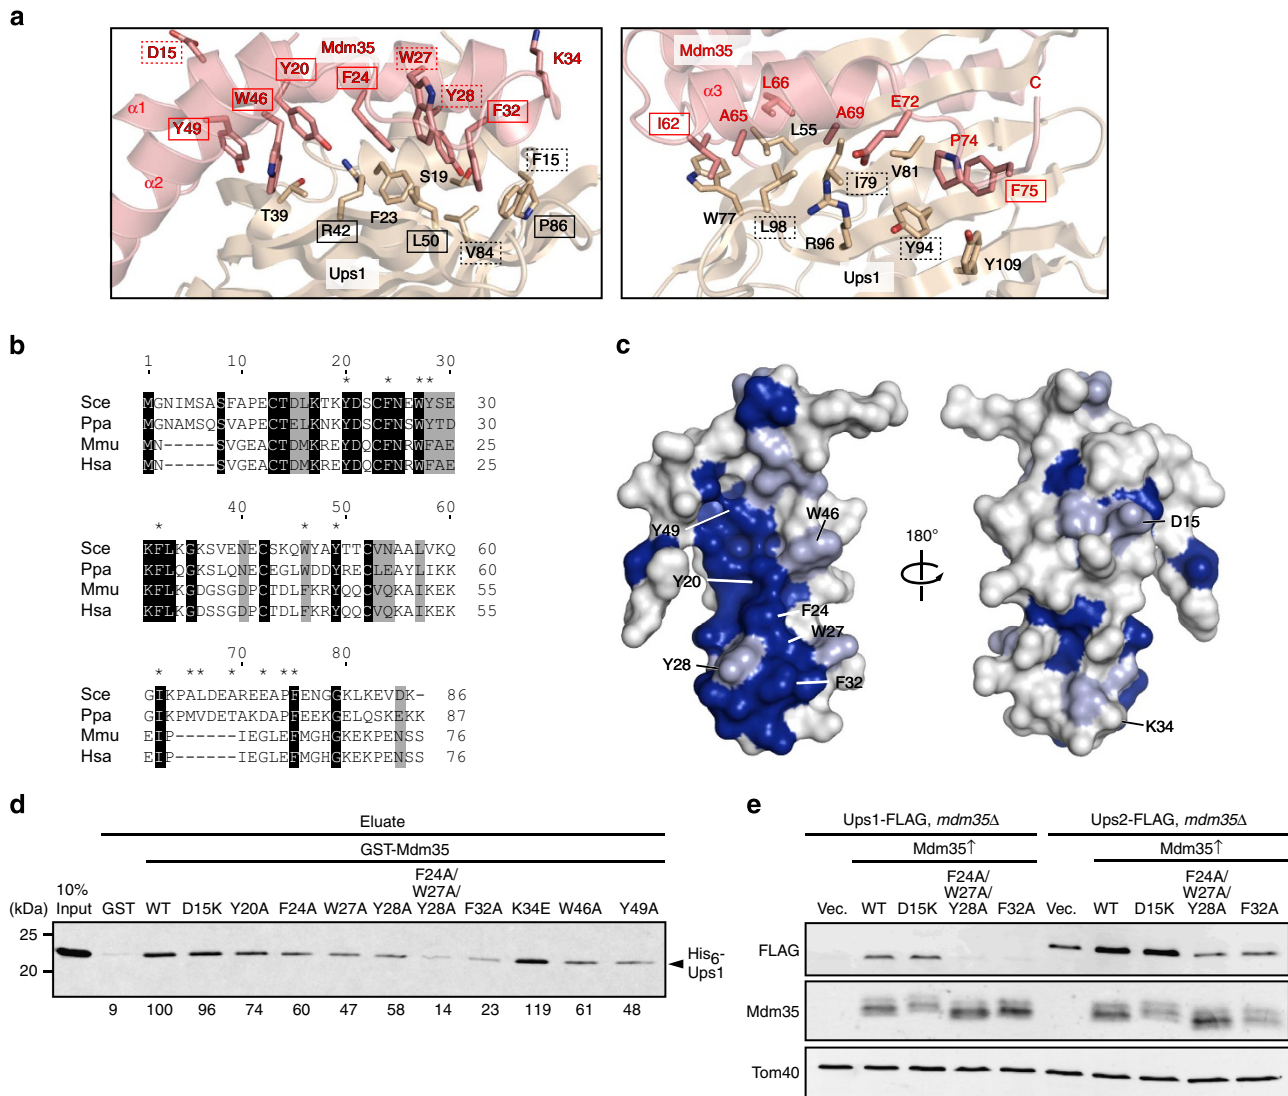 a
D15
Mdm35
W27
K34
Y20
F24
Y28
α1
W46
F32
Y49
F15
α2
S19
T39
F23
R42
L50
P86
V84
Ups1
Mdm35
L66
C
α3
E72
A65
A69
I62
L55
P74
V81
I79
F75
W77
L98
R96
Y94
Ups1
Y109
b
1 10 20 30
* * **
Sce MGNIMSASFAPECTDLKTKYDSCFNEWYSE 30
Ppa MGNAMSQSVAPECTELKNKYDSCFNSWYTD 30
Mmu MN-----SVGEACTDMKREYDQCFNRWFAE 25
Hsa MN-----SVGEACTDMKREYDQCFNRWFAE 25
40 50 60
* * *
Sce KFLKGKSVENECSKQWYAYTTCVNAALVKQ 60
Ppa KFLQGKSLQNECEGLWDDYRECLEAYLIKK 60
Mmu KFLKGDGSGDPCTDLFKRYQQCVQKAIKEK 55
Hsa KFLKGDSSGDPCTDLFKRYQQCVQKAIKEK 55
70 80
* ** * * **
Sce GIKPALDEAREEAPFENGGKLKEVDK- 86
Ppa GIKPMVDETAKDAPFEEKGELQSKEKK 87
Mmu EIP------IEGLEFMGHGKEKPENSS 76
Hsa EIP------IEGLEFMGHGKEKPENSS 76
c
Y49
W46
D15
180°
Y20
F24
W27
Y28
F32
K34
d
Eluate
GST-Mdm35
F24A/
10% W27A/
(kDa) Input GST WT D15K Y20A F24A W27A Y28A Y28A F32A K34E W46A Y49A
25
20
His6-
Ups1
9 100 96 74 60 47 58 14 23 119 61 48
e
Ups1-FLAG, mdm35Δ Ups2-FLAG, mdm35Δ
Mdm35↑ Mdm35↑
F24A/ F24A/
W27A/ W27A/
Vec. WT D15K Y28A F32A Vec. WT D15K Y28A F32A
FLAG
Mdm35
Tom40